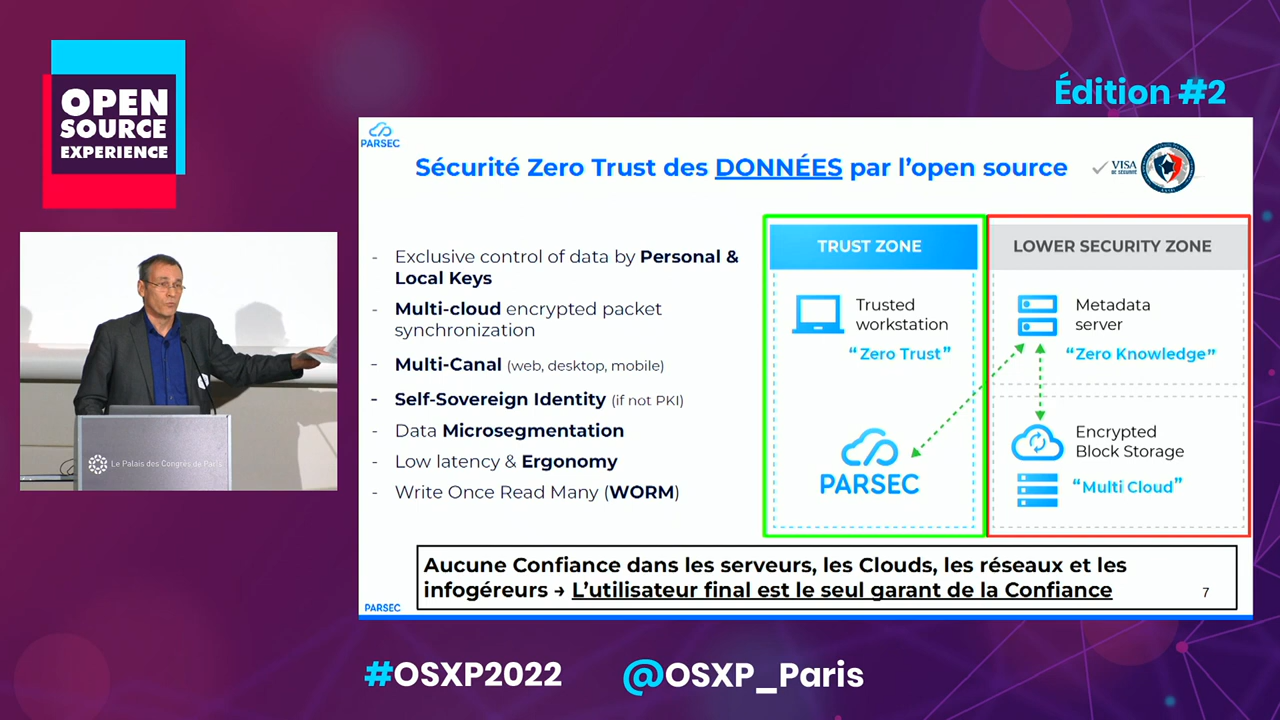 OPEN
SOURCE
EXPERIENCE
Édition #2
PARSEC
Sécurité Zero Trust des DONNÉES par l'open source
VISA
DE SÉCURITÉ
- Exclusive control of data by Personal &
Local Keys
- Multi-cloud encrypted packet
synchronization
- Multi-Canal (web, desktop, mobile)
- Self-Sovereign Identity (if not PKI)
- Data Microsegmentation
- Low latency & Ergonomy
- Write Once Read Many (WORM)
TRUST ZONE
Trusted
workstation
“Zero Trust”
PARSEC
LOWER SECURITY ZONE
Metadata
server
“Zero Knowledge”
Encrypted
Block Storage
“Multi Cloud”
Aucune Confiance dans les serveurs, les Clouds, les réseaux et les
infogéreurs → L'utilisateur final est le seul garant de la Confiance
7
PARSEC
Le Palais des Congrès de Paris
#OSXP2022
@OSXP_Paris